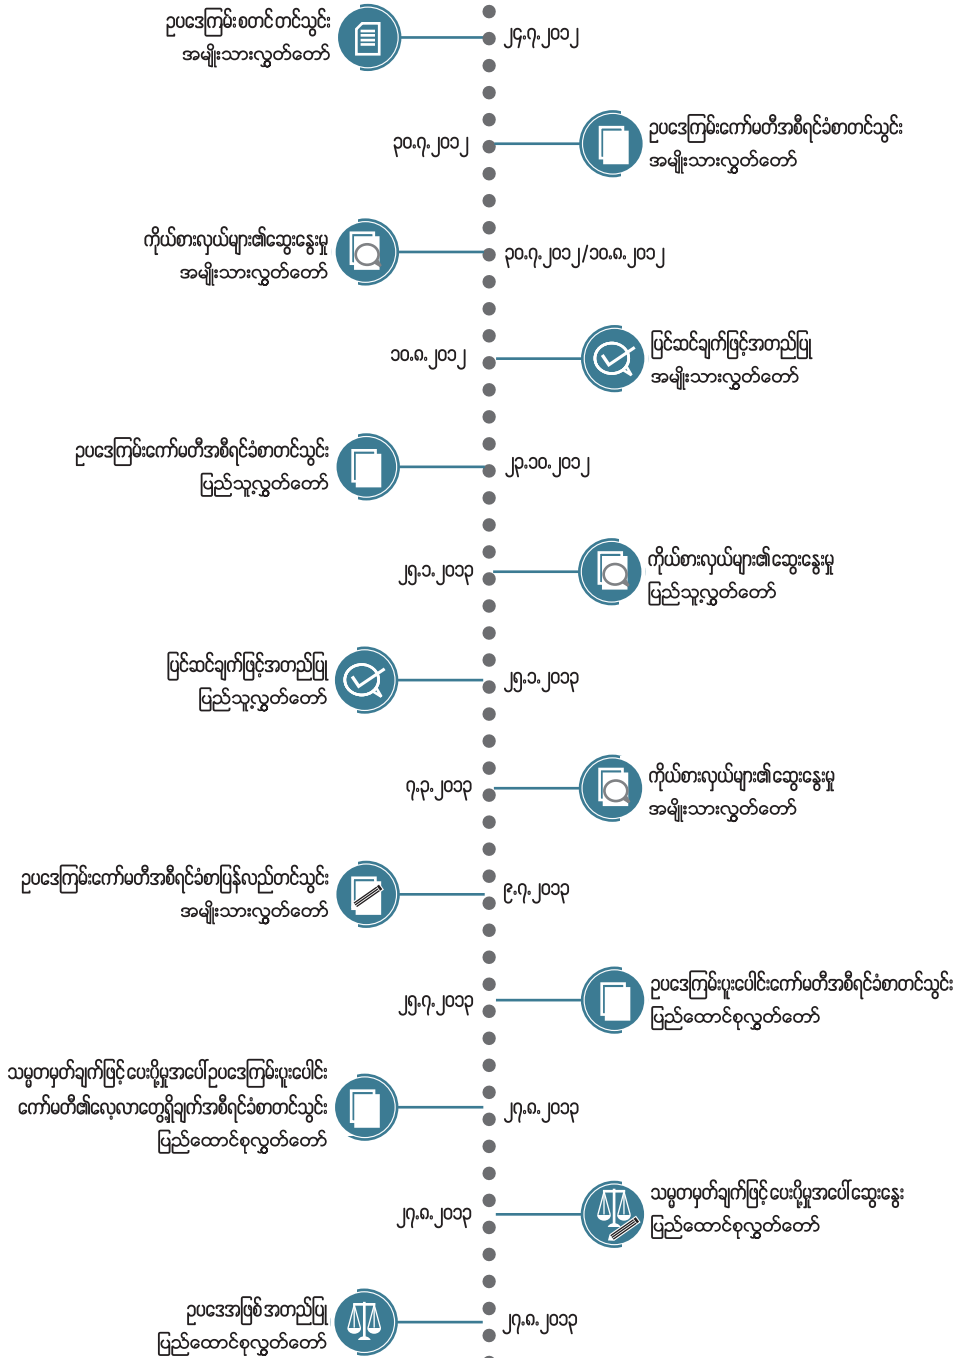 ဥပဒေကြမ်းစတင်တင်သွင်း
အမျိုးသားလွှတ်တော်
၂၄.၇.၂၀၁၂
၃၀.၇.၂၀၁၂
ဥပဒေကြမ်းကော်မတီအစီရင်ခံစာတင်သွင်း
အမျိုးသားလွှတ်တော်
ကိုယ်စားလှယ်များ၏ဆွေးနွေးမှု
အမျိုးသားလွှတ်တော်
၃၀.၇.၂၀၁၂/၁၀.၈.၂၀၁၂
၁၀.၈.၂၀၁၂
ပြင်ဆင်ချက်ဖြင့်အတည်ပြု
အမျိုးသားလွှတ်တော်
ဥပဒေကြမ်းကော်မတီအစီရင်ခံစာတင်သွင်း
ပြည်သူ့လွှတ်တော်
၂၃.၁၀.၂၀၁၂
၂၅.၁.၂၀၁၃
ကိုယ်စားလှယ်များ၏ဆွေးနွေးမှု
ပြည်သူ့လွှတ်တော်
ပြင်ဆင်ချက်ဖြင့်အတည်ပြု
ပြည်သူ့လွှတ်တော်
၂၅.၁.၂၀၁၃
၇.၃.၂၀၁၃
ကိုယ်စားလှယ်များ၏ဆွေးနွေးမှု
အမျိုးသားလွှတ်တော်
ဥပဒေကြမ်းကော်မတီအစီရင်ခံစာပြန်လည်တင်သွင်း
အမျိုးသားလွှတ်တော်
၉.၇.၂၀၁၃
၂၅.၇.၂၀၁၃
ဥပဒေကြမ်းပူးပေါင်းကော်မတီအစီရင်ခံစာတင်သွင်း
ပြည်ထောင်စုလွှတ်တော်
သမ္မတမှတ်ချက်ဖြင့် ပေးပို့မှုအပေါ် ဥပဒေကြမ်းပူးပေါင်း
ကော်မတီ၏လေ့လာတွေ့ရှိချက်အစီရင်ခံစာတင်သွင်း
ပြည်ထောင်စုလွှတ်တော်
၂၇.၈.၂၀၁၃
၂၇.၈.၂၀၁၃
သမ္မတမှတ်ချက်ဖြင့် ပေးပို့မှုအပေါ် ဆွေးနွေး
ပြည်ထောင်စုလွှတ်တော်
ဥပဒေအဖြစ် အတည်ပြု
ပြည်ထောင်စုလွှတ်တော်
၂၇.၈.၂၀၁၃